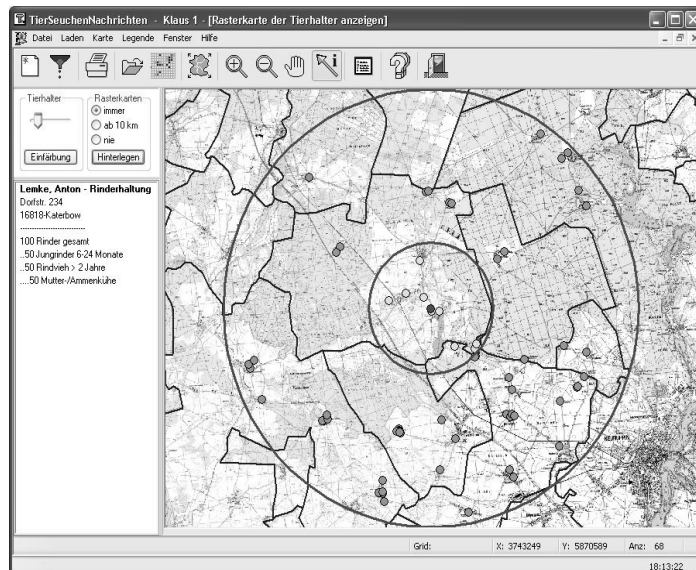 TierSeuchenNachrichten - Klaus 1 - [Rasterkarte der Tierhalter anzeigen]
Datei Laden Karte Legende Fenster Hilfe
Tierhalter
Rasterkarten
immer
ab 10 km
nie
Einfärbung
Hinterlegen
Lemke, Anton - Rinderhaltung
Dorfstr. 234
16818-Katerbow
--------------------------
100 Rinder gesamt
..50 Jungrinder 6-24 Monate
..50 Rindvieh > 2 Jahre
....50 Mutter-/Ammenkühe
Grid: X: 3743249 Y: 5870589 Anz: 68
18:13:22